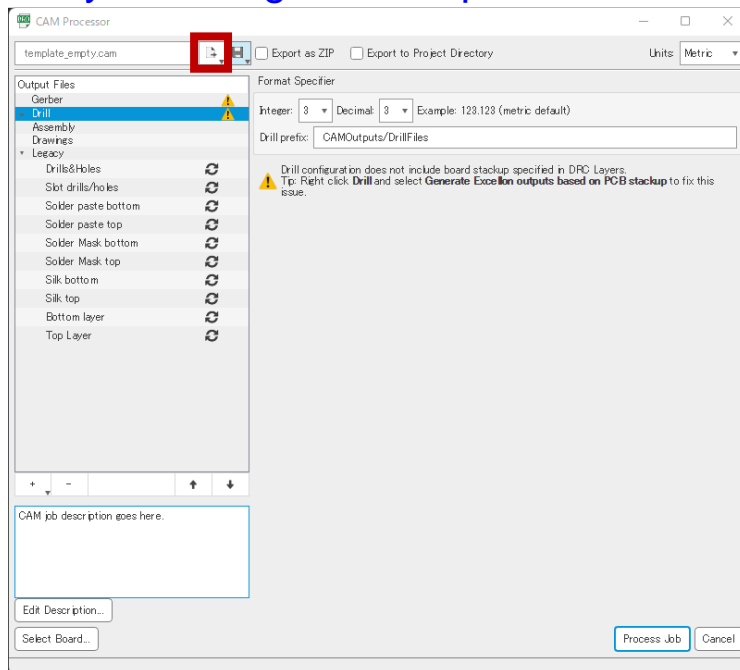 CAM Processor
template_empty.cam
Export as ZIP
Export to Project Directory
Units
Metric
Output Files
Gerber
Drill
Assembly
Drawings
Legacy
Drills&Holes
Slot drills/holes
Solder paste bottom
Solder paste top
Solder Mask bottom
Solder Mask top
Silk bottom
Silk top
Bottom layer
Top Layer
+ -
CAM job description goes here.
Edit Description...
Select Board...
Format Specifier
Integer: 3 Decimal: 3 Example: 123.123 (metric default)
Drill prefix: CAMOutputs/DrillFiles
Drill configuration does not include board stackup specified in DRC Layers.
Tip: Right click Drill and select Generate Excellon outputs based on PCB stackup to fix this
issue.
Process Job
Cancel